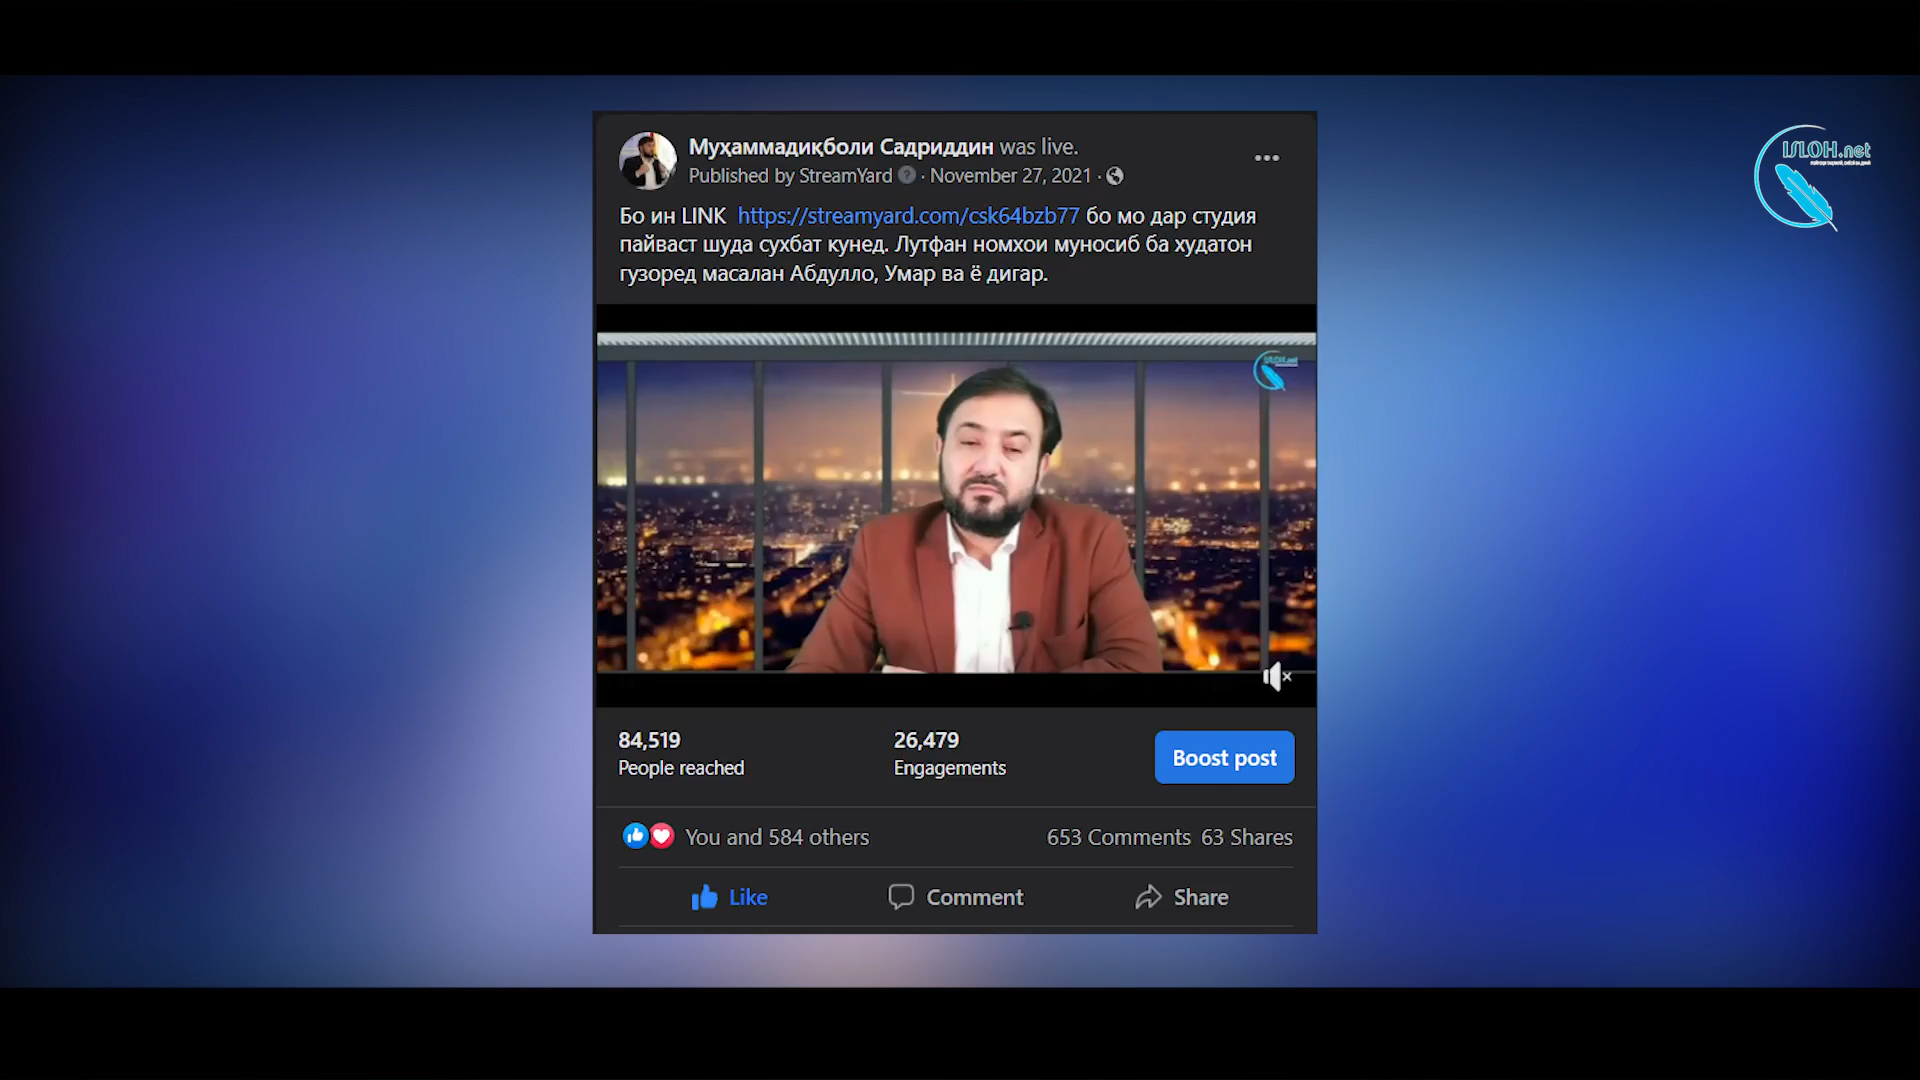 Муҳаммадиқболи Садриддин was live.
Published by StreamYard · November 27, 2021 ·
Бо ин LINK https://streamyard.com/csk64bzb77 бо мо дар студия
пайваст шуда сухбат кунед. Лутфан номхои муносиб ба худатон
гузоред масалан Абдулло, Умар ва ё дигар.
ISLOH.net
ISLOH.net
84,519
People reached
26,479
Engagements
Boost post
You and 584 others
653 Comments 63 Shares
Like
Comment
Share